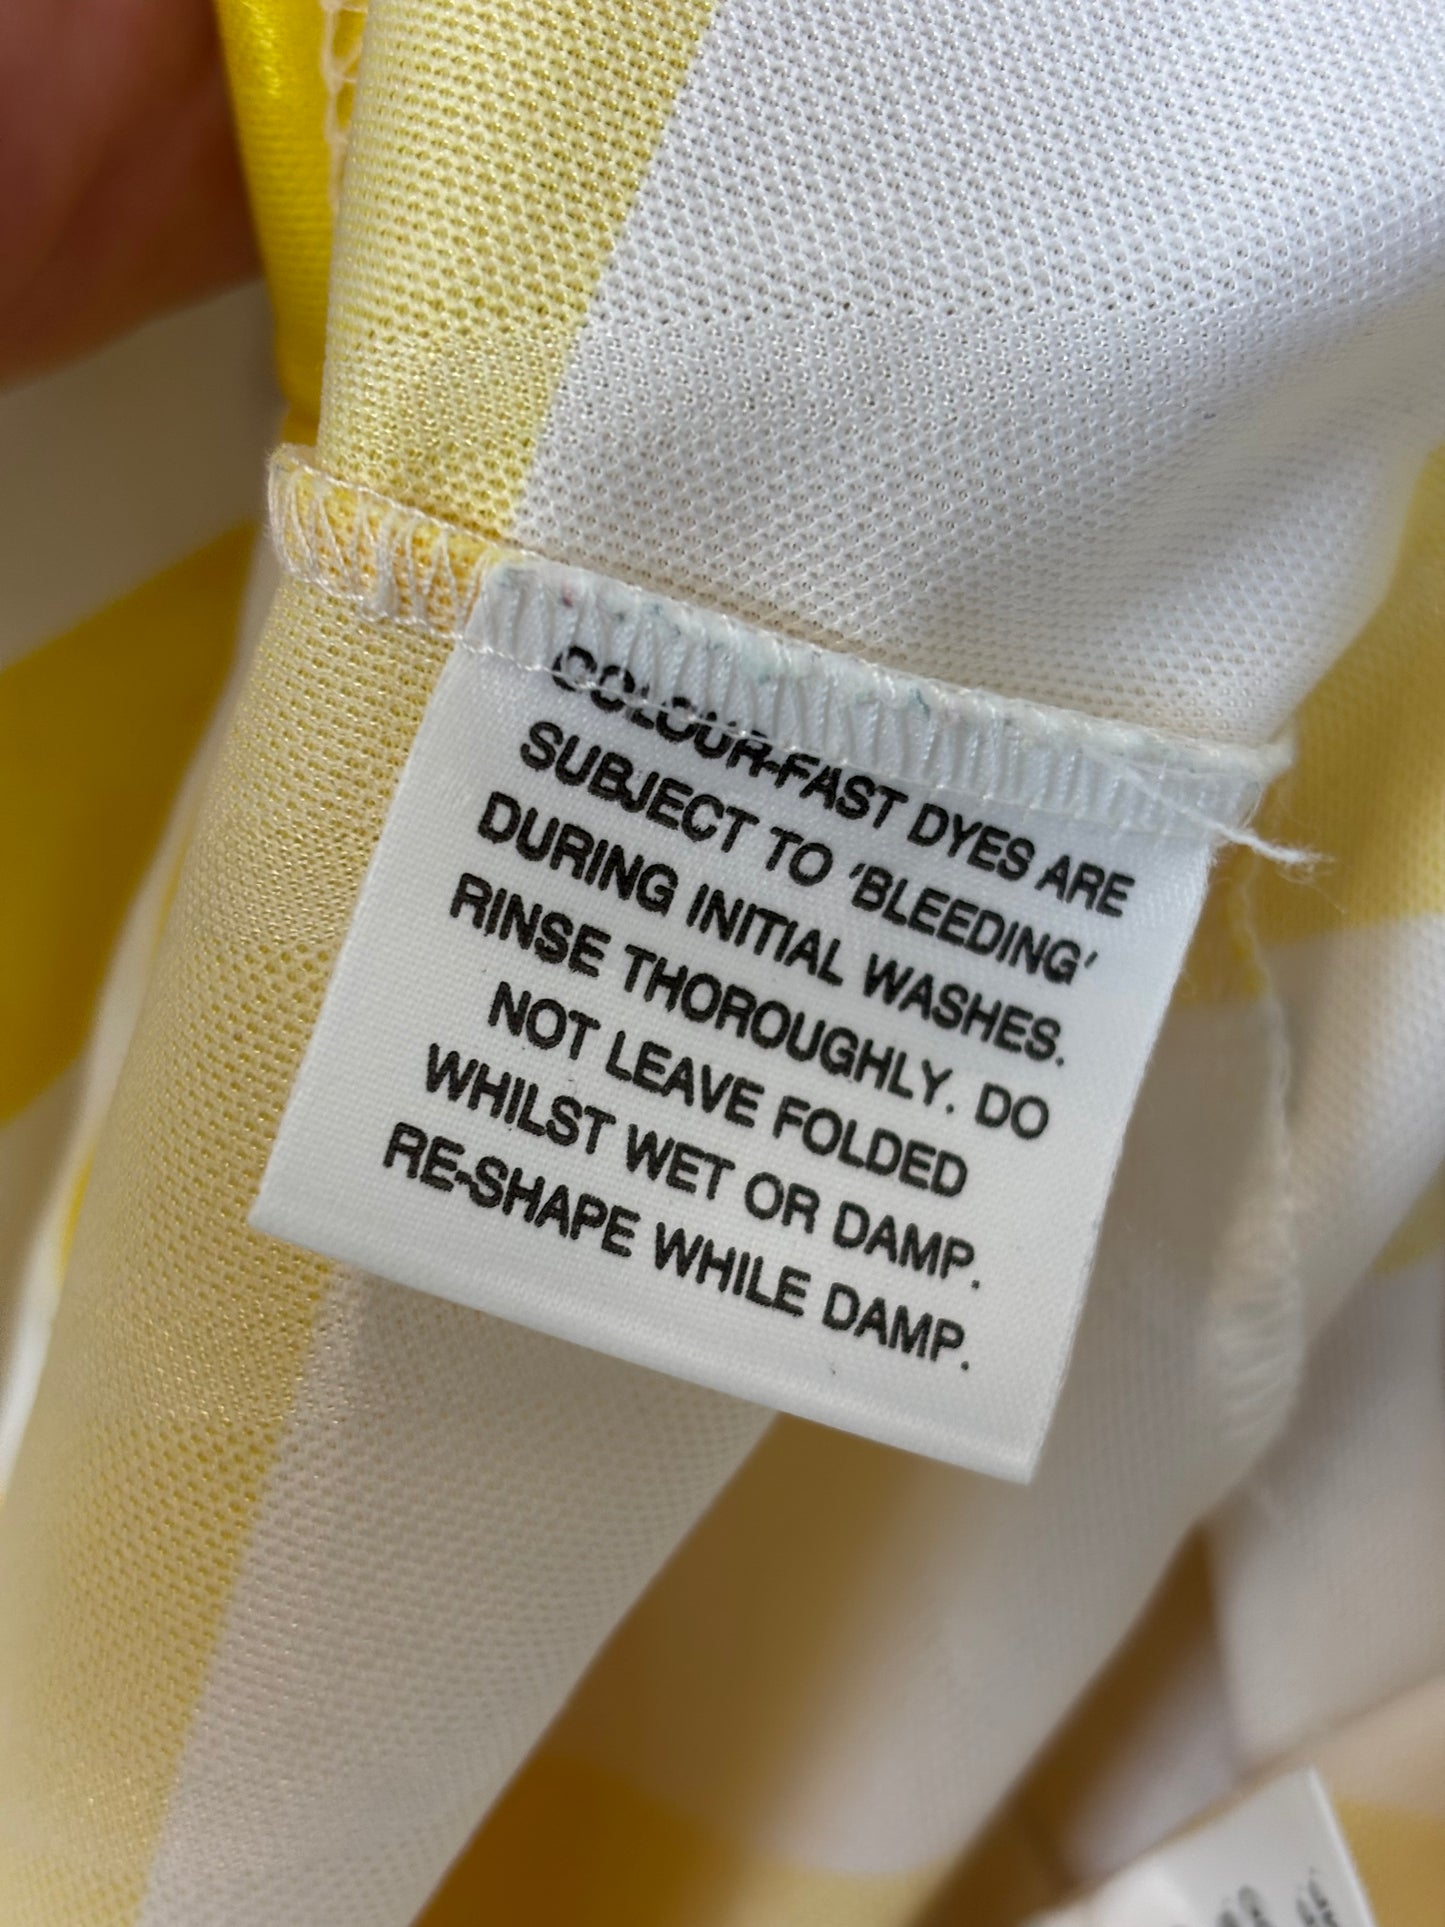 COLOUR-FAST DYES ARE
SUBJECT TO 'BLEEDING'
DURING INITIAL WASHES.
RINSE THOROUGHLY. DO
NOT LEAVE FOLDED
WHILST WET OR DAMP.
RE-SHAPE WHILE DAMP.